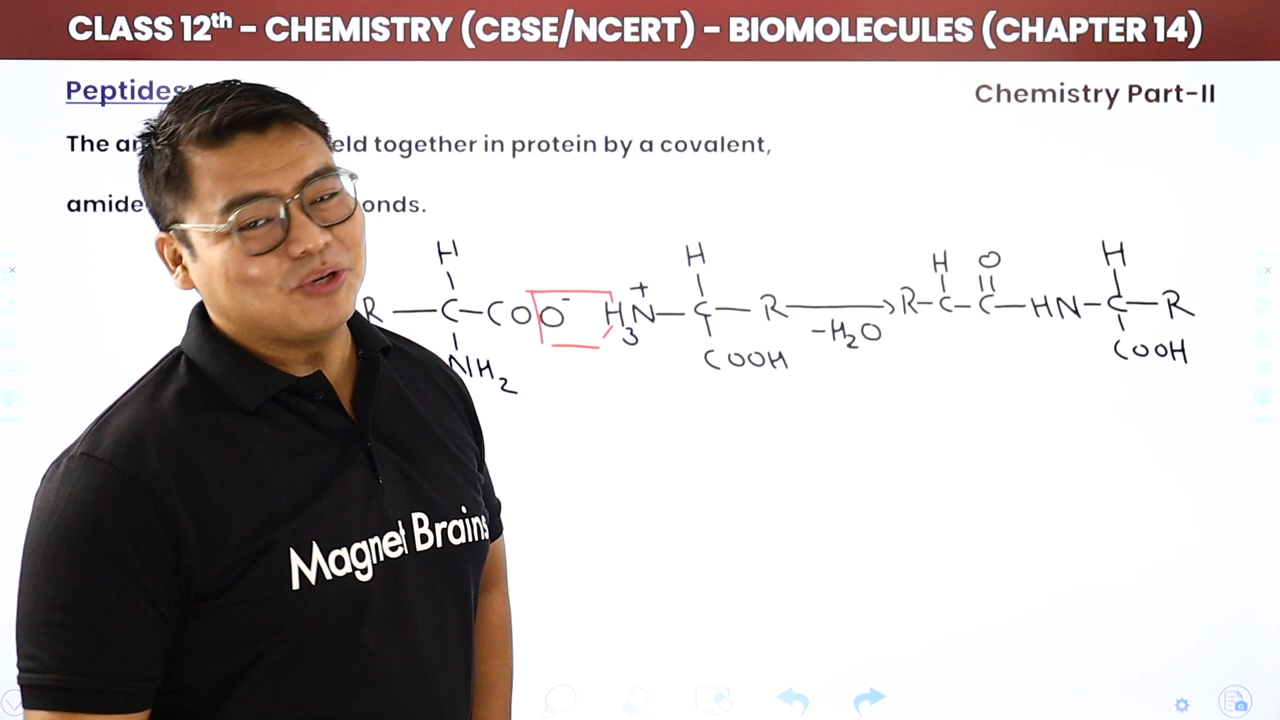 CLASS 12th – CHEMISTRY (CBSE/NCERT) – BIOMOLECULES (CHAPTER 14)
Peptides
Chemistry Part-II
The eld together in protein by a covalent,
amide onds.
H H H O H
R — C — COO⁻ H₃N⁺ — C — R → R – C – C — HN – C – R
-H₂O
NH₂ COOH COOH
Magnet Brains